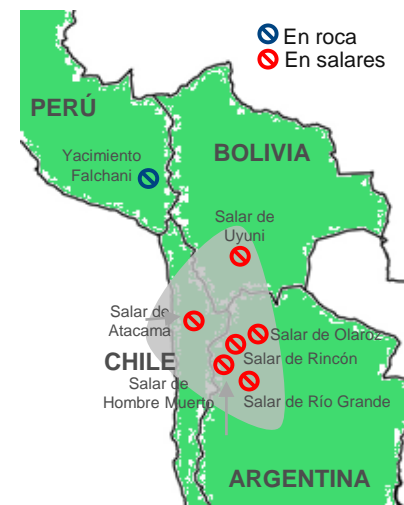 En roca
En salares
PERÚ
Yacimiento
Falchani
BOLIVIA
Salar de
Uyuni
Salar de
Atacama
Salar de Olaroz
CHILE
Salar de Rincón
Salar de
Hombre Muerto
Salar de Río Grande
ARGENTINA